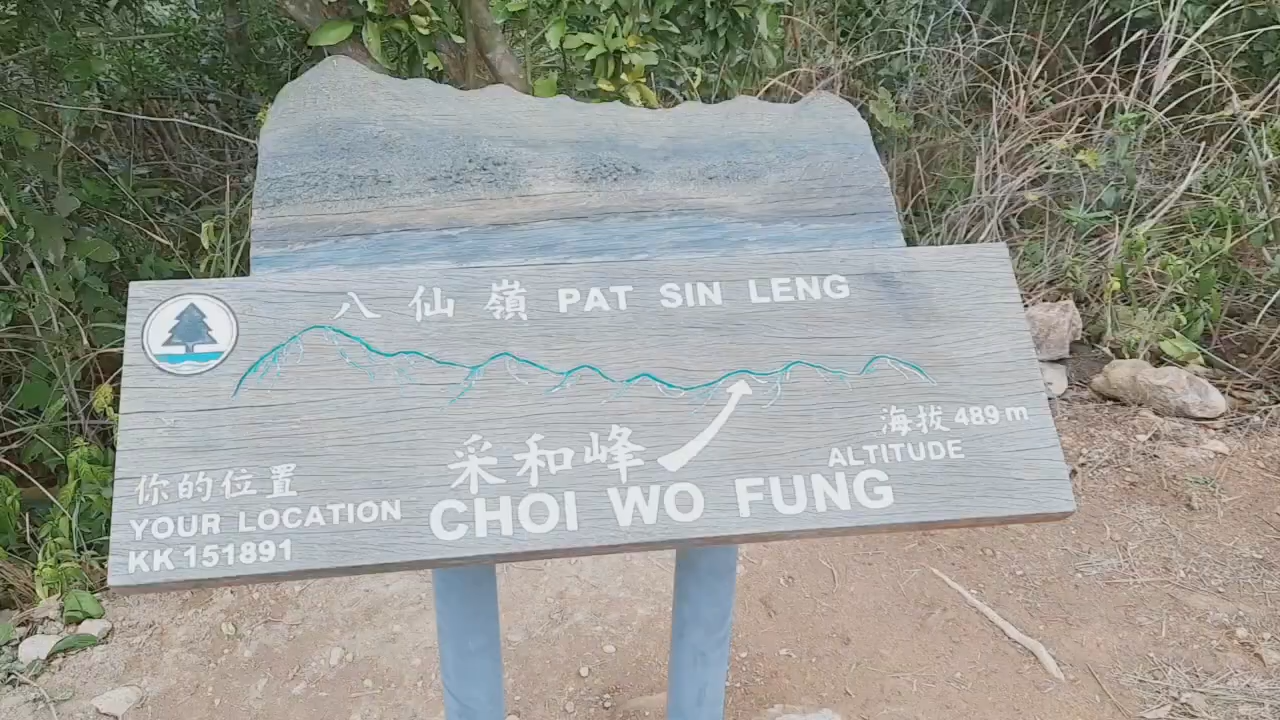 八仙嶺 PAT SIN LENG
海拔 489m
ALTITUDE
采和峰
CHOI WO FUNG
你的位置
YOUR LOCATION
KK 151891